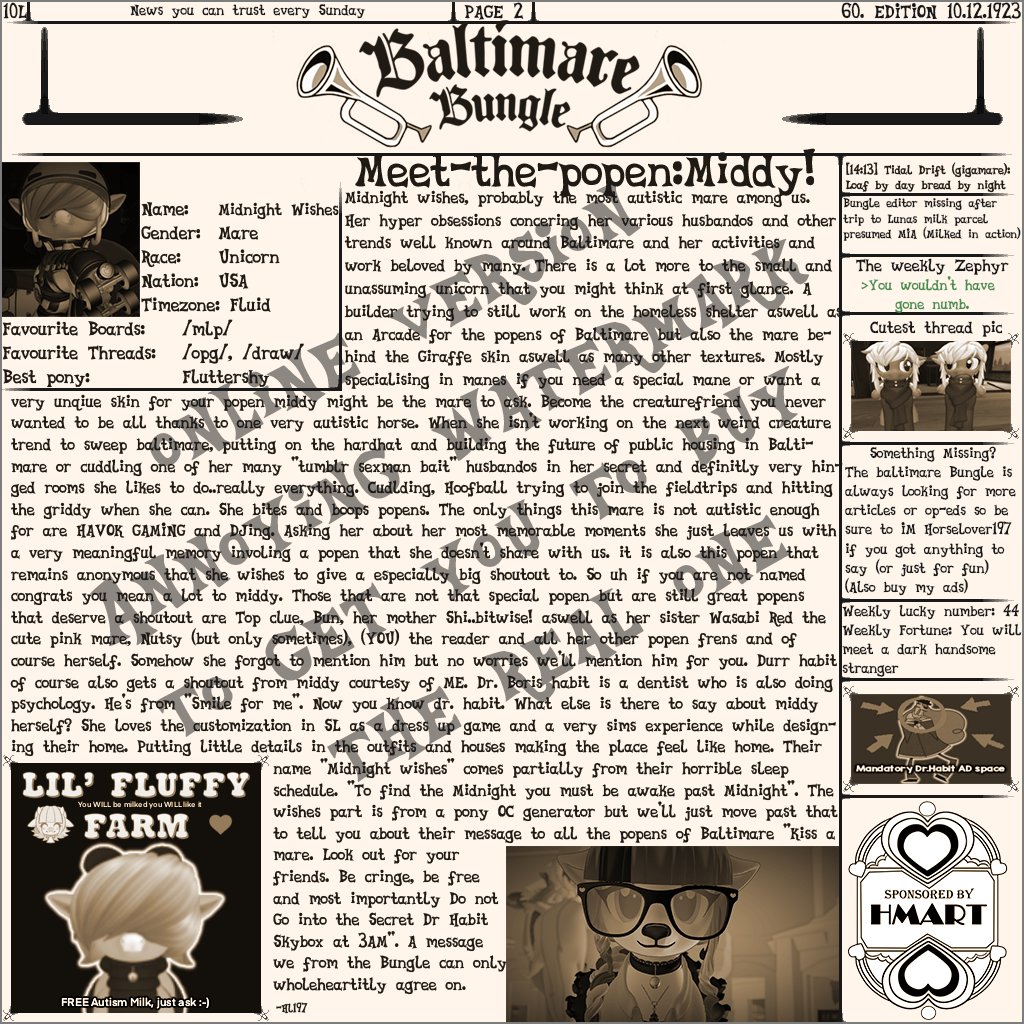 10L
News you can trust every Sunday
PAGE 2
60. EDiTiON 10.12.1923
Baltimare
Bungle
Name: Midnight Wishes
Gender: Mare
Race: Unicorn
Nation: USA
Timezone: Fluid
Favourite Boards: /mlp/
Favourite Threads: /opg/, /draw/
Best pony: Fluttershy
Meet-the-popen:Middy!
Midnight wishes, probably the most autistic mare among us.
Her hyper obsessions concering her various husbandos and other
trends well known around Baltimare and her activities and
work beloved by many. There is a lot more to the small and
unassuming unicorn that you might think at first glance. A
builder trying to still work on the homeless shelter aswell as
an Arcade for the popens of Baltimare but also the mare be-
hind the Giraffe skin aswell as many other textures. Mostly
specialising in manes if you need a special mane or want a
very unqiue skin for your popen middy might be the mare to ask. Become the creaturefriend you never
wanted to be all thanks to one very autistic horse. When she isn't working on the next weird creature
trend to sweep baltimare, putting on the hardhat and building the future of public housing in Balti-
mare or cuddling one of her many "tumblr sexman bait" husbandos in her secret and definitly very hin-
ged rooms she likes to do..really everything. Cudlding, Hoofball trying to join the fieldtrips and hitting
the griddy when she can. She bites and boops popens. The only things this mare is not autistic enough
for are HAVOK GAMiNG and DJing. Asking her about her most memorable moments she just leaves us with
a very meaningful memory involing a popen that she doesn't share with us. it is also this popen that
remains anonymous that she wishes to give a especially big shoutout to. So uh if you are not named
congrats you mean a lot to middy. Those that are not that special popen but are still great popens
that deserve a shoutout are Top clue, Bun, her mother Shi..bitwise! aswell as her sister Wasabi Red the
cute pink mare, Nutsy (but only sometimes), (YOU) the reader and all her other popen frens and of
course herself. Somehow she forgot to mention him but no worries we'll mention him for you. Durr habit
of course also gets a shoutout from middy courtesy of ME. Dr. Boris habit is a dentist who is also doing
psychology. He's from "Smile for me". Now you know dr. habit. What else is there to say about middy
herself? She loves the customization in SL as a dress up game and a very sims experience while design-
ing their home. Putting little details in the outfits and houses making the place feel like home. Their
name "Midnight wishes" comes partially from their horrible sleep
schedule. "To find the Midnight you must be awake past Midnight". The
wishes part is from a pony OC generator but we'll just move past that
to tell you about their message to all the popens of Baltimare "Kiss a
mare. Look out for your
friends. Be cringe, be free
and most importantly Do not
Go into the Secret Dr Habit
Skybox at 3AM". A message
we from the Bungle can only
wholeheartitly agree on.
-HL197
ONLiNE VERSiON
ANNOYiNG WATERMARK
TO GET YOU TO BUY
THE REAL ONE
LIL' FLUFFY
You WILL be milked you WILL like it
FARM
FREE Autism Milk, just ask :-)
[14:13] Tidal Drift (gigamare):
Loaf by day bread by night
Bungle editor missing after
trip to Lunas milk parcel
presumed MiA (Milked in action)
The weekly Zephyr
>You wouldn't have
gone numb.
Cutest thread pic
Something Missing?
The baltimare Bungle is
always looking for more
articles or op-eds so be
sure to iM Horselover197
if you got anything to
say (or just for fun)
(Also buy my ads)
Weekly lucky number: 44
Weekly Fortune: You will
meet a dark handsome
stranger
Mandatory Dr.Habit AD space
SPONSORED BY
HMART